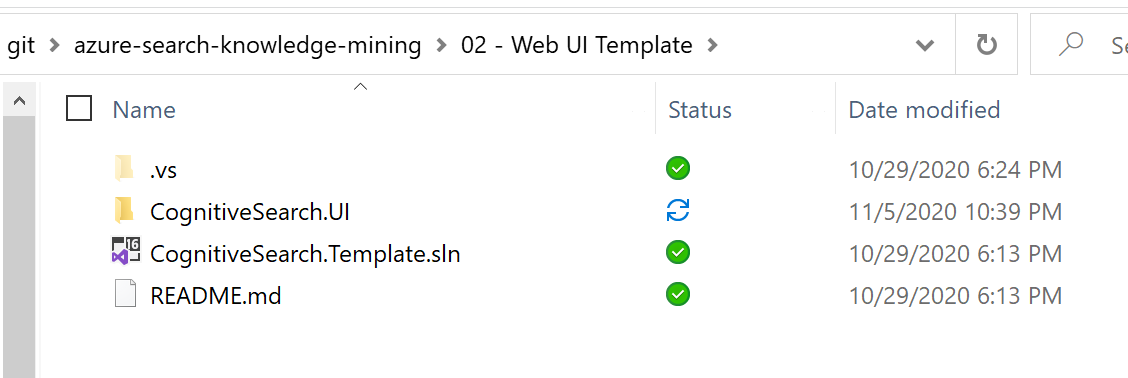 git > azure-search-knowledge-mining > 02 - Web UI Template >
Name Status Date modified
.vs 10/29/2020 6:24 PM
CognitiveSearch.UI 11/5/2020 10:39 PM
16
CognitiveSearch.Template.sln 10/29/2020 6:13 PM
README.md 10/29/2020 6:13 PM